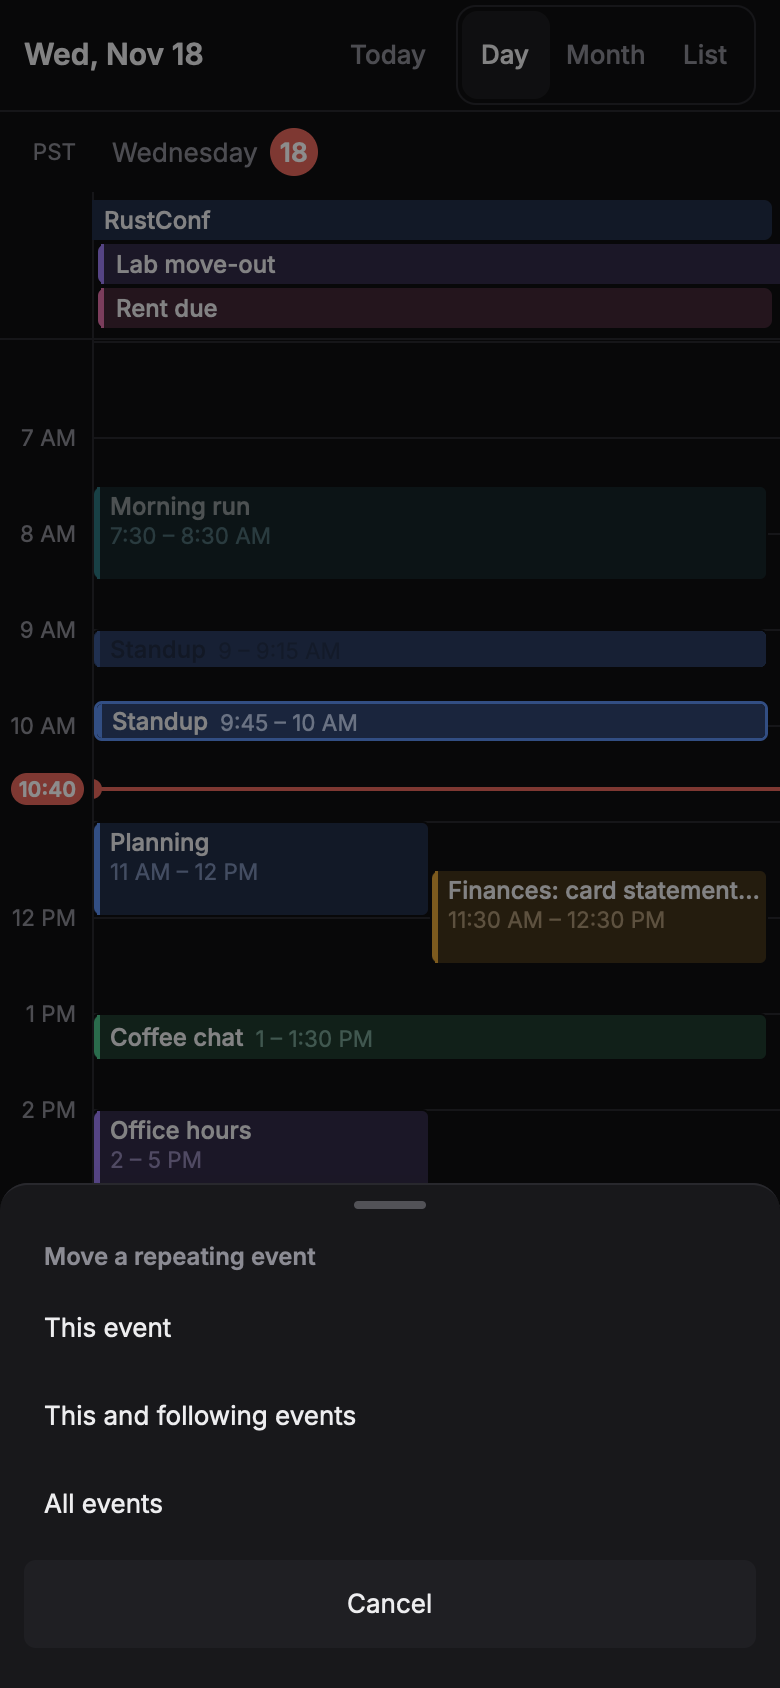 Wed, Nov 18 Today Day Month List
PST Wednesday 18
RustConf
Lab move-out
Rent due
7 AM
Morning run
7:30 – 8:30 AM
8 AM
9 AM
Standup 9 – 9:15 AM
Standup 9:45 – 10 AM
10 AM
10:40
Planning
11 AM – 12 PM
Finances: card statement...
11:30 AM – 12:30 PM
12 PM
1 PM
Coffee chat 1 – 1:30 PM
2 PM
Office hours
2 – 5 PM
Move a repeating event
This event
This and following events
All events
Cancel